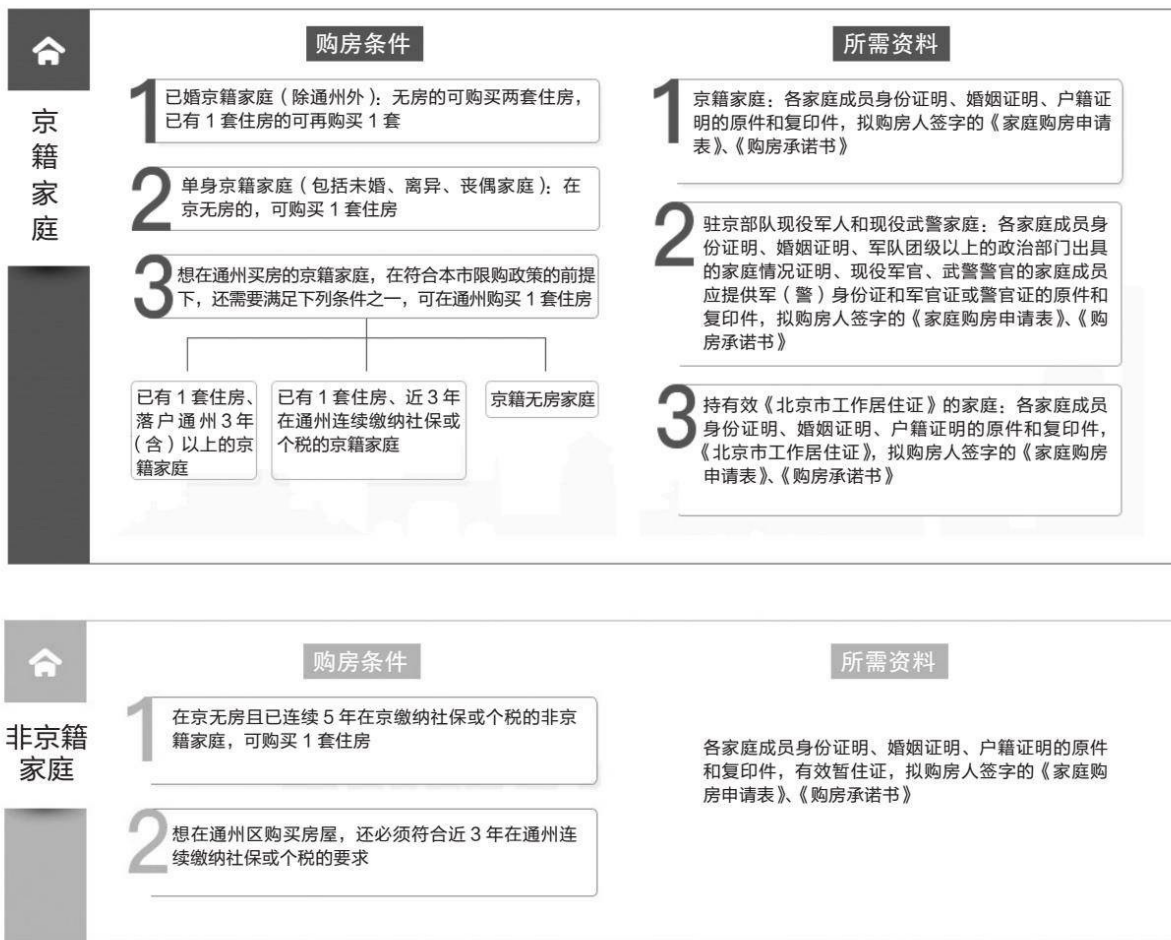 京籍家庭
购房条件
1
已婚京籍家庭（除通州外）：无房的可购买两套住房，
已有 1 套住房的可再购买 1 套
2
单身京籍家庭（包括未婚、离异、丧偶家庭）：在
京无房的，可购买 1 套住房
3
想在通州买房的京籍家庭，在符合本市限购政策的前提
下，还需要满足下列条件之一，可在通州购买 1 套住房
已有 1 套住房、
落户通州 3 年
（含）以上的京
籍家庭
已有 1 套住房、近 3 年
在通州连续缴纳社保或
个税的京籍家庭
京籍无房家庭
所需资料
1
京籍家庭：各家庭成员身份证明、婚姻证明、户籍证
明的原件和复印件，拟购房人签字的《家庭购房申请
表》、《购房承诺书》
2
驻京部队现役军人和现役武警家庭：各家庭成员身
份证明、婚姻证明、军队团级以上的政治部门出具
的家庭情况证明、现役军官、武警警官的家庭成员
应提供军（警）身份证和军官证或警官证的原件和
复印件，拟购房人签字的《家庭购房申请表》、《购
房承诺书》
3
持有效《北京市工作居住证》的家庭：各家庭成员
身份证明、婚姻证明、户籍证明的原件和复印件，
《北京市工作居住证》，拟购房人签字的《家庭购房
申请表》、《购房承诺书》
非京籍
家庭
购房条件
1
在京无房且已连续 5 年在京缴纳社保或个税的非京
籍家庭，可购买 1 套住房
2
想在通州区购买房屋，还必须符合近 3 年在通州连
续缴纳社保或个税的要求
所需资料
各家庭成员身份证明、婚姻证明、户籍证明的原件
和复印件，有效暂住证，拟购房人签字的《家庭购
房申请表》、《购房承诺书》